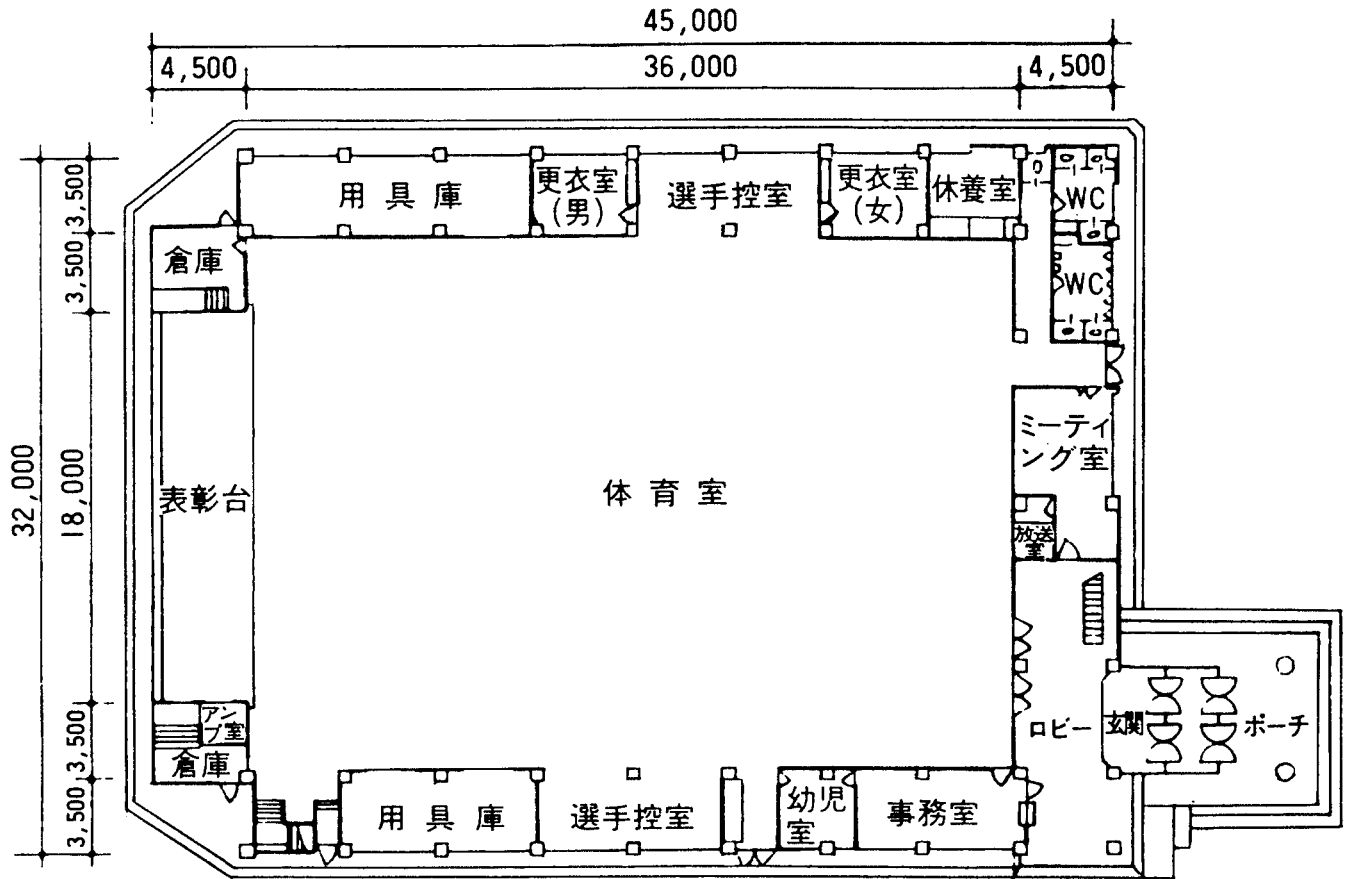 45,000
4,500
36,000
4,500
32,000
3,500
3,500
18,000
3,500
3,500
用具庫
更衣室
(男)
選手控室
更衣室
(女)
休養室
WC
倉庫
WC
ミーティ
ング室
表彰台
体育室
放送
室
アン
プ室
ロビー
玄関
ポーチ
倉庫
用具庫
選手控室
幼児
室
事務室